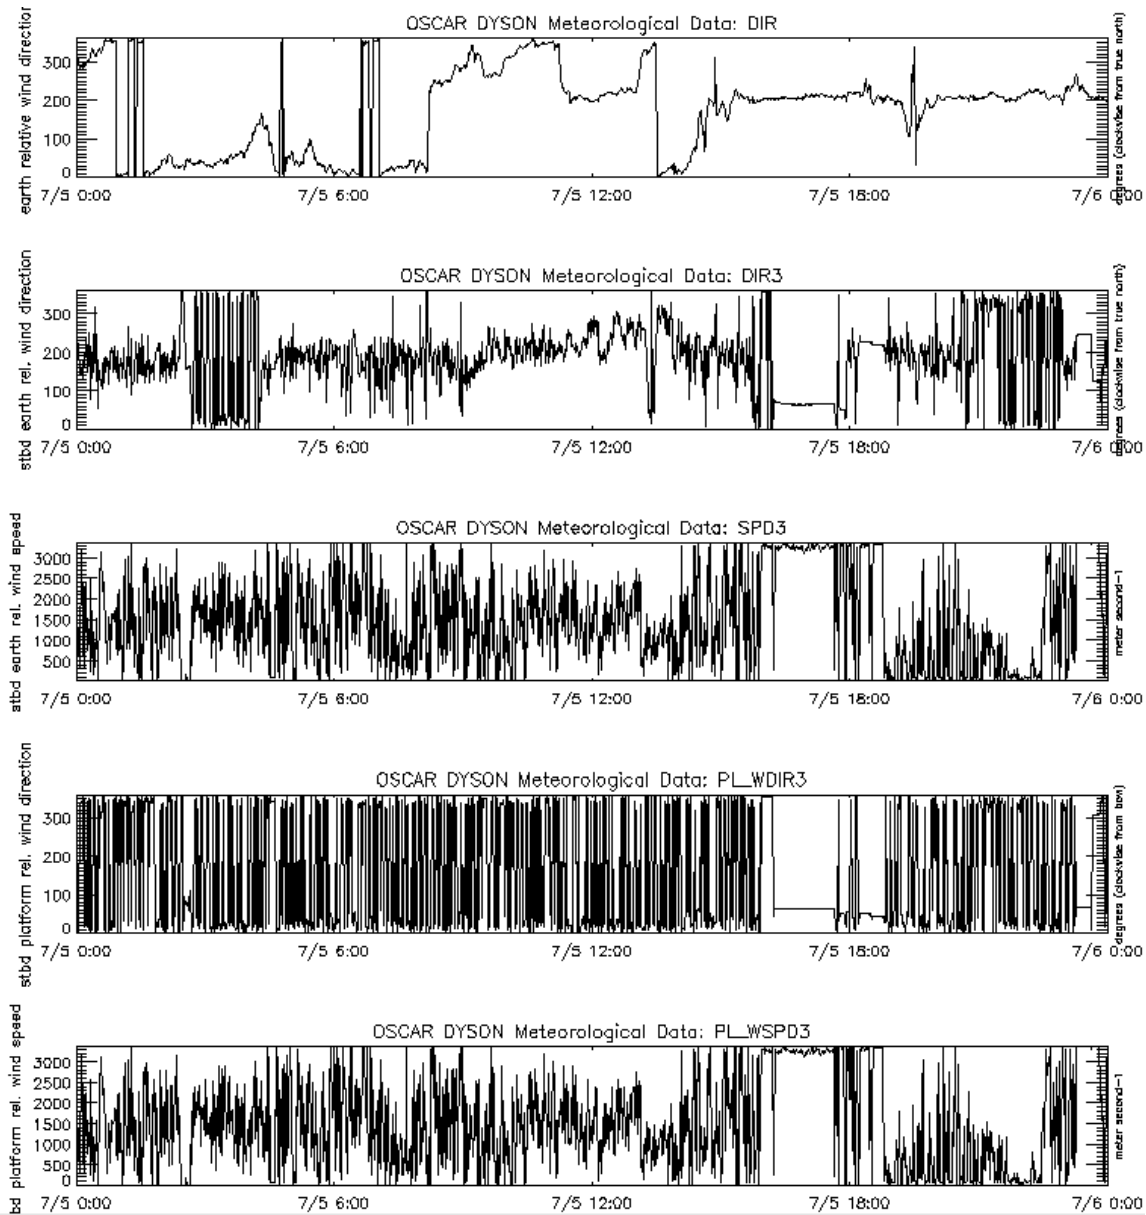 OSCAR DYSON Meteorological Data: DIR
earth relative wind direction
300
200
100
0
degrees (clockwise from true north)
7/5 0:00 7/5 6:00 7/5 12:00 7/5 18:00 7/6 0:00
OSCAR DYSON Meteorological Data: DIR3
stbd earth rel. wind direction
300
200
100
0
degrees (clockwise from true north)
7/5 0:00 7/5 6:00 7/5 12:00 7/5 18:00 7/6 0:00
OSCAR DYSON Meteorological Data: SPD3
stbd earth rel. wind speed
3000
2500
2000
1500
1000
500
meter second-1
7/5 0:00 7/5 6:00 7/5 12:00 7/5 18:00 7/6 0:00
OSCAR DYSON Meteorological Data: PL_WDIR3
stbd platform rel. wind direction
300
200
100
0
degrees (clockwise from bow)
7/5 0:00 7/5 6:00 7/5 12:00 7/5 18:00 7/6 0:00
OSCAR DYSON Meteorological Data: PL_WSPD3
bd platform rel. wind speed
3000
2500
2000
1500
1000
500
0
meter second-1
7/5 0:00 7/5 6:00 7/5 12:00 7/5 18:00 7/6 0:00